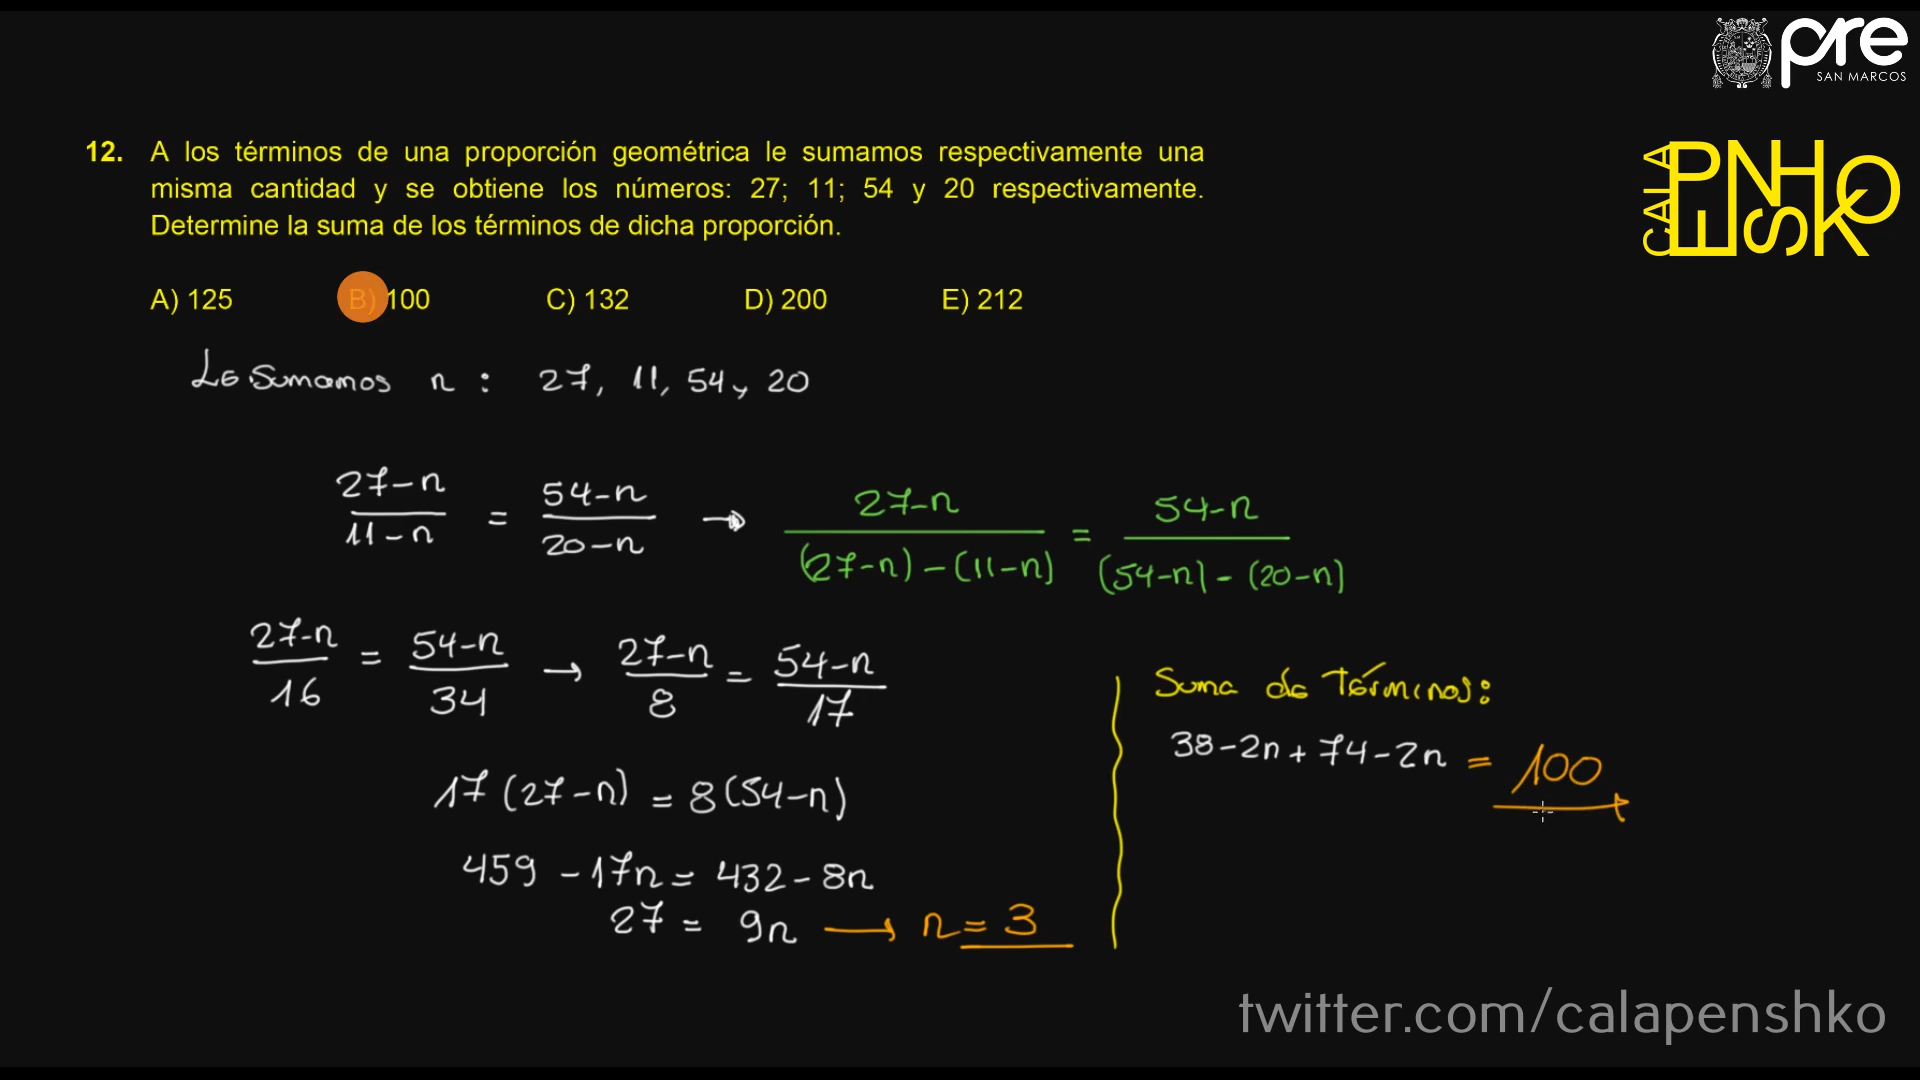 pre
SAN MARCOS
CALA
PENSHKO
12. A los términos de una proporción geométrica le sumamos respectivamente una
misma cantidad y se obtiene los números: 27; 11; 54 y 20 respectivamente.
Determine la suma de los términos de dicha proporción.
A) 125 B) 100 C) 132 D) 200 E) 212
Le sumamos n : 27, 11, 54 y 20
27-n / 11-n = 54-n / 20-n → 27-n / (27-n) - (11-n) = 54-n / (54-n) - (20-n)
27-n / 16 = 54-n / 34 → 27-n / 8 = 54-n / 17
17 (27-n) = 8 (54-n)
459 - 17n = 432 - 8n
27 = 9n → n = 3
Suma de Términos:
38-2n + 74-2n = 100
twitter.com/calapenshko